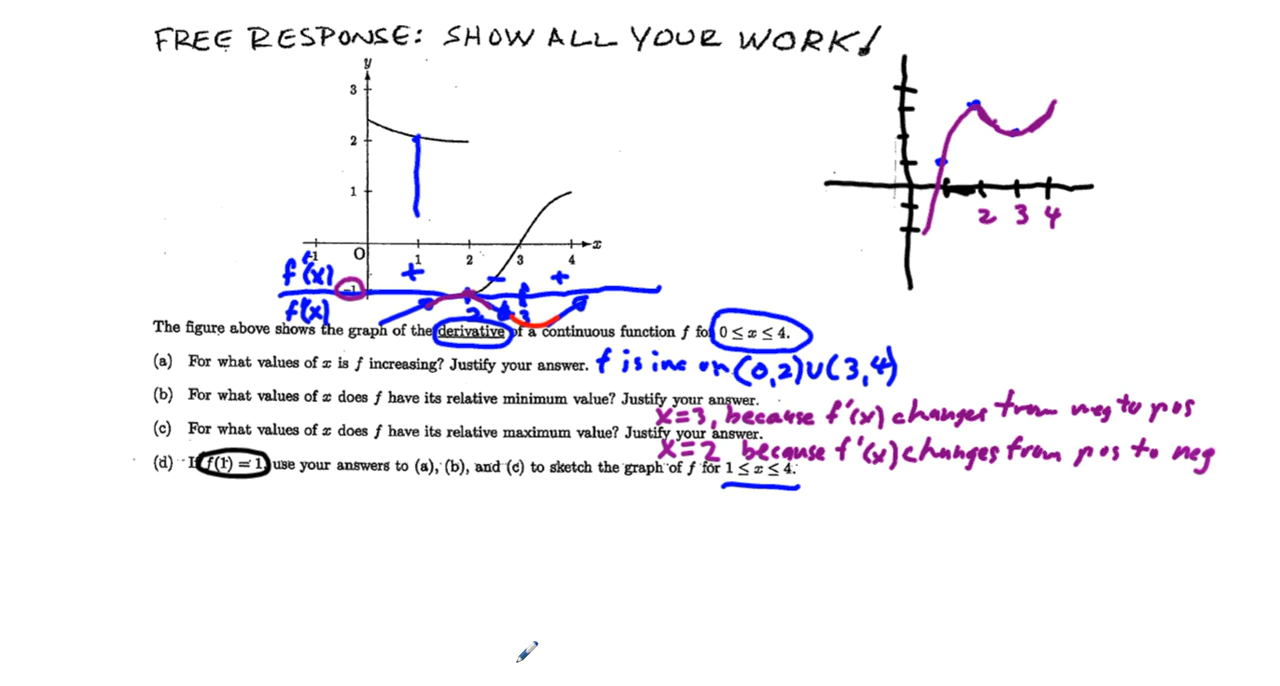 FREE RESPONSE: SHOW ALL YOUR WORK!
y
3
2
1
-1 O 1 2 3 4 x
2 3 4
f'(x) + - +
-1
f(x) 2 3
The figure above shows the graph of the derivative of a continuous function f for 0 ≤ x ≤ 4.
(a) For what values of x is f increasing? Justify your answer. f is inc on (0,2)∪(3,4)
(b) For what values of x does f have its relative minimum value? Justify your answer.
x=3, because f'(x) changes from neg to pos
(c) For what values of x does f have its relative maximum value? Justify your answer.
x=2 because f'(x) changes from pos to neg
(d) If f(1) = 1, use your answers to (a), (b), and (c) to sketch the graph of f for 1 ≤ x ≤ 4.